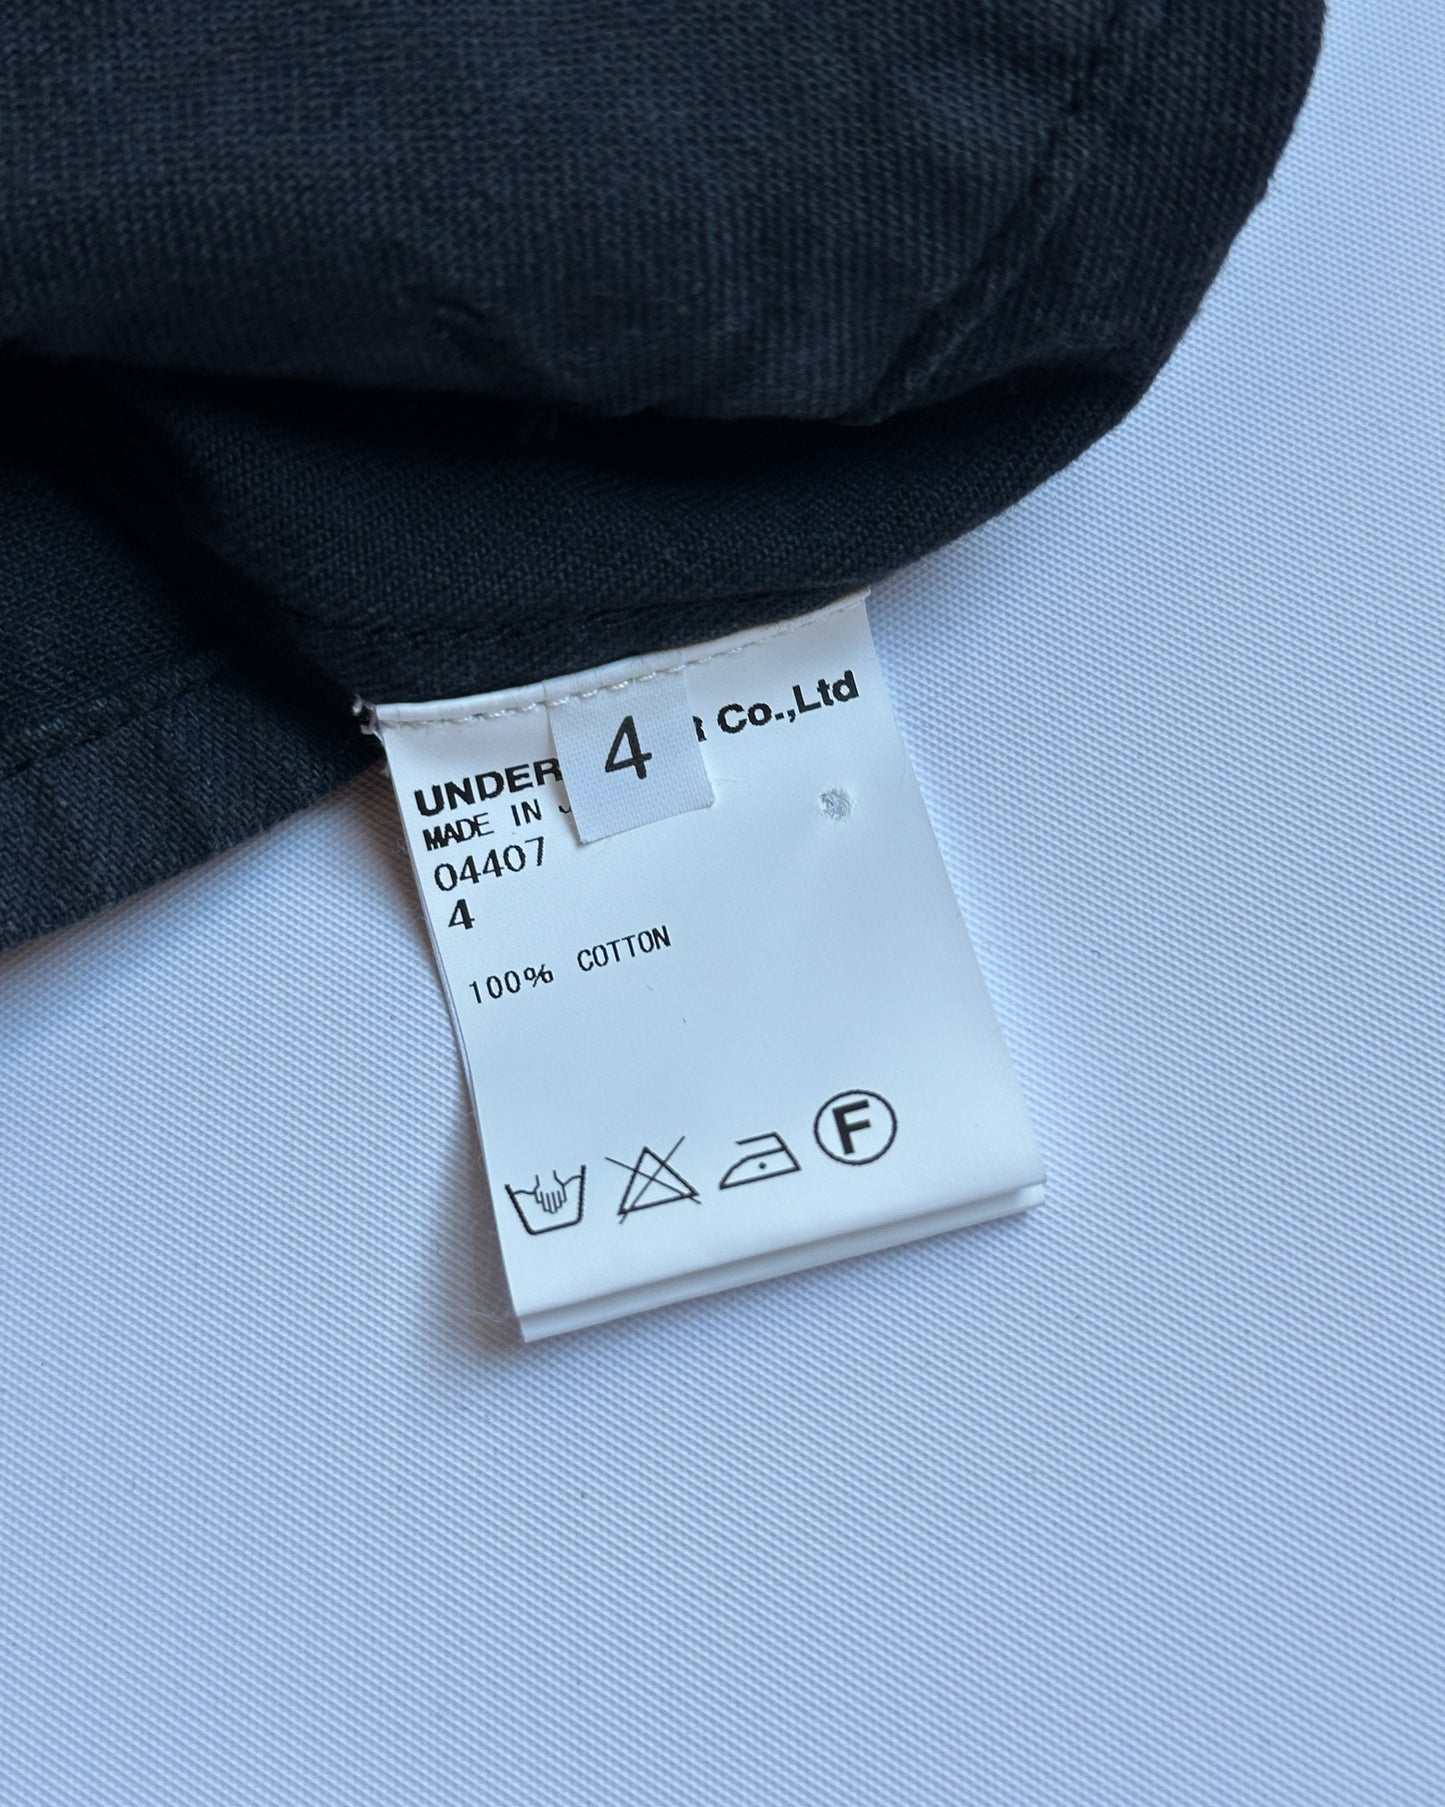 UNDER R Co.,Ltd
4
MADE IN J
04407
4
100% COTTON
F